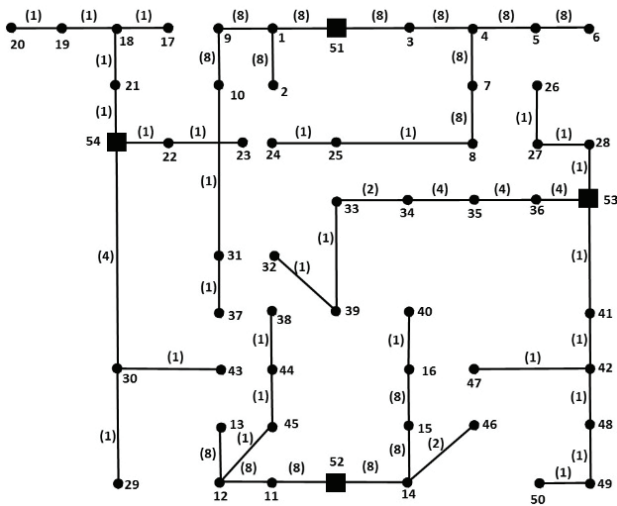 (1) (1) (1) (8) (8) (8) (8) (8) (8)
20 19 18 17 9 1 51 3 4 5 6
(1) (8) (8) (8)
21 10 2 7 26
(1) (8) (1)
54 (1) (1) (1) (1) (1) 28
22 23 24 25 8 27
(1)
(2) (4) (4) (4) 53
33 34 35 36
(1) (1)
(4) 32 (1) 31 (1)
(1) 39
37 38 40 41
(1) (1) (1)
(1) (1)
30 43 44 16 47 42
(1) (8) (1)
13 45 15 46 48
(1) (8) (1) (8) (2) (1)
(8) (8) (8) (1)
29 12 11 52 14 50 49